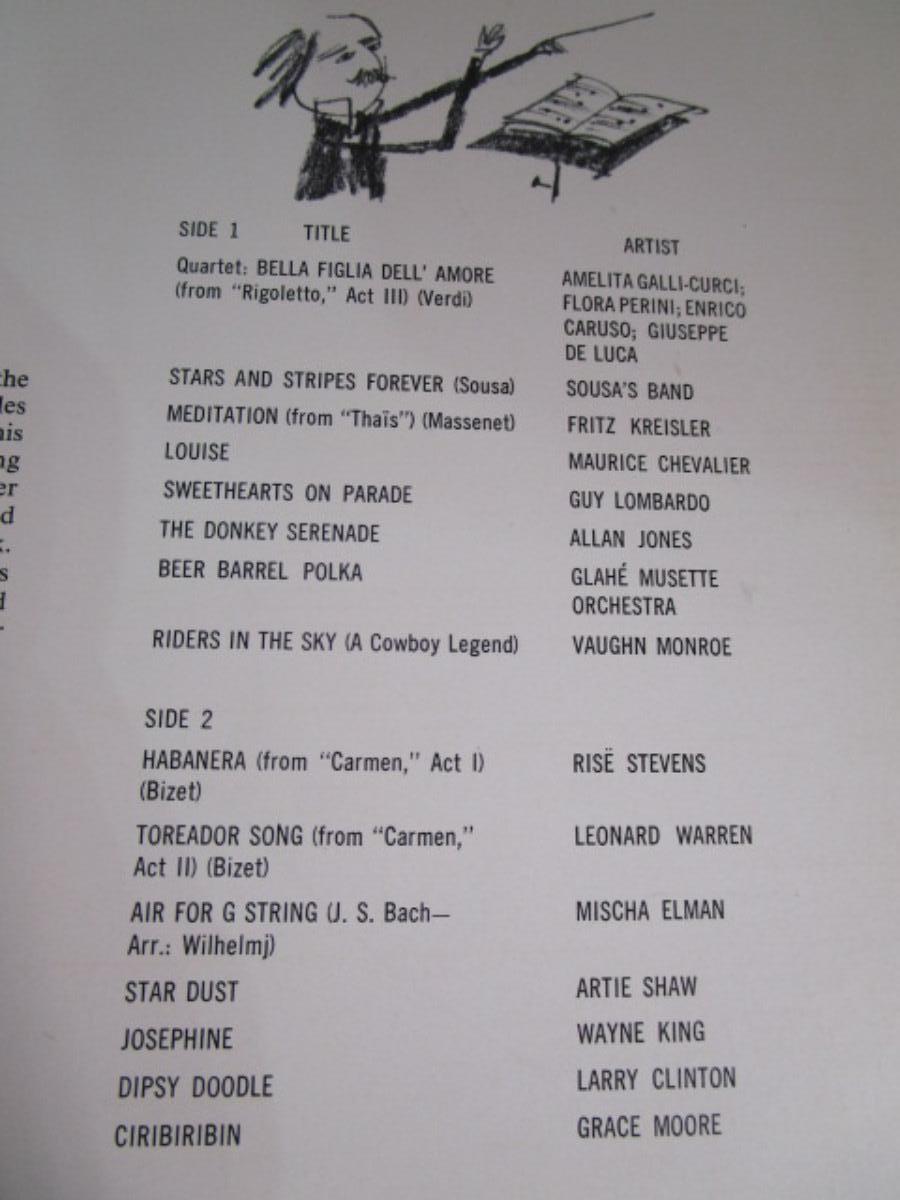 SIDE 1 TITLE ARTIST
Quartet: BELLA FIGLIA DELL' AMORE
(from "Rigoletto," Act III) (Verdi)
AMELITA GALLI-CURCI;
FLORA PERINI; ENRICO
CARUSO; GIUSEPPE
DE LUCA
STARS AND STRIPES FOREVER (Sousa) SOUSA'S BAND
MEDITATION (from "Thaïs") (Massenet) FRITZ KREISLER
LOUISE MAURICE CHEVALIER
SWEETHEARTS ON PARADE GUY LOMBARDO
THE DONKEY SERENADE ALLAN JONES
BEER BARREL POLKA GLAHÉ MUSETTE
ORCHESTRA
RIDERS IN THE SKY (A Cowboy Legend) VAUGHN MONROE
SIDE 2
HABANERA (from "Carmen," Act I) RISË STEVENS
(Bizet)
TOREADOR SONG (from "Carmen," LEONARD WARREN
Act II) (Bizet)
AIR FOR G STRING (J. S. Bach— MISCHA ELMAN
Arr.: Wilhelmj)
STAR DUST ARTIE SHAW
JOSEPHINE WAYNE KING
DIPSY DOODLE LARRY CLINTON
CIRIBIRIBIN GRACE MOORE